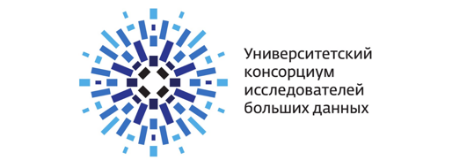 Университетский
консорциум
исследователей
больших данных